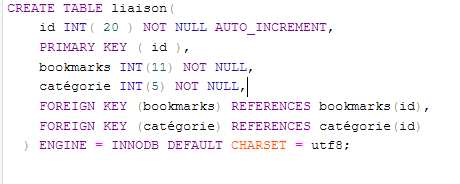 CREATE TABLE liaison(
id INT( 20 ) NOT NULL AUTO_INCREMENT,
PRIMARY KEY ( id ),
bookmarks INT(11) NOT NULL,
catégorie INT(5) NOT NULL,
FOREIGN KEY (bookmarks) REFERENCES bookmarks(id),
FOREIGN KEY (catégorie) REFERENCES catégorie(id)
) ENGINE = INNODB DEFAULT CHARSET = utf8;